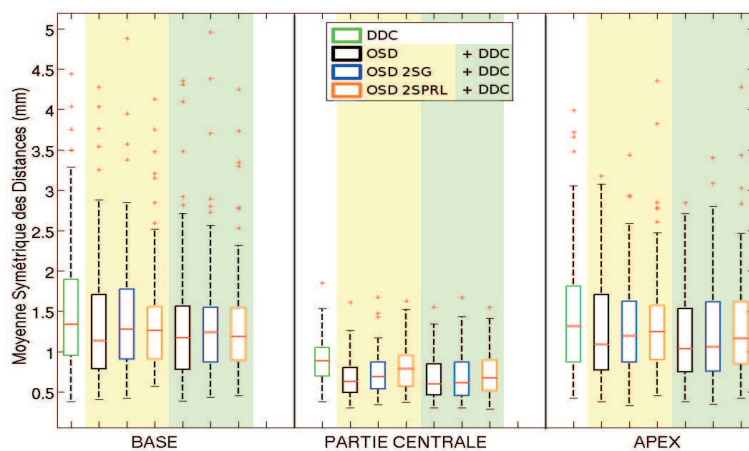 Moyenne Symétrique des Distances (mm)
5
4.5
4
3.5
3
2.5
2
1.5
1
0.5
DDC
OSD + DDC
OSD 2SG + DDC
OSD 2SPRL + DDC
BASE
PARTIE CENTRALE
APEX